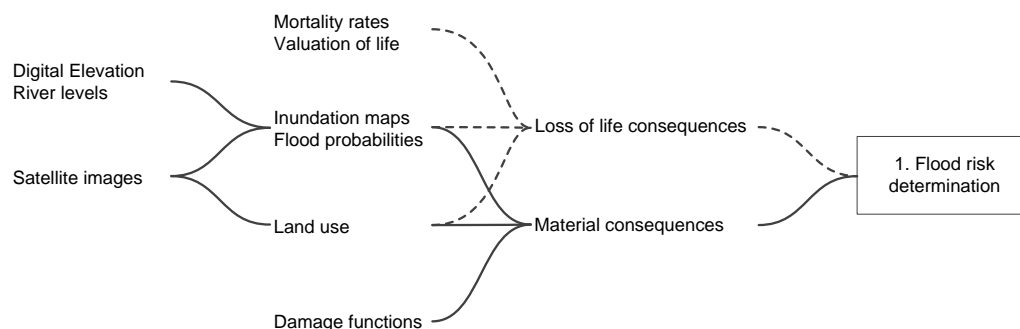 Mortality rates
Valuation of life
Digital Elevation
River levels
Inundation maps
Flood probabilities
Loss of life consequences
1. Flood risk
determination
Satellite images
Land use
Material consequences
Damage functions